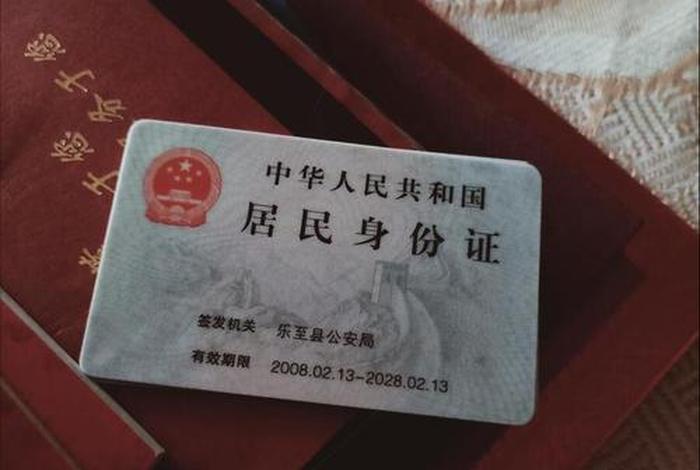 中华人民共和国
居民身份证
签发机关 乐至县公安局
有效期限 2008.02.13-2028.02.13